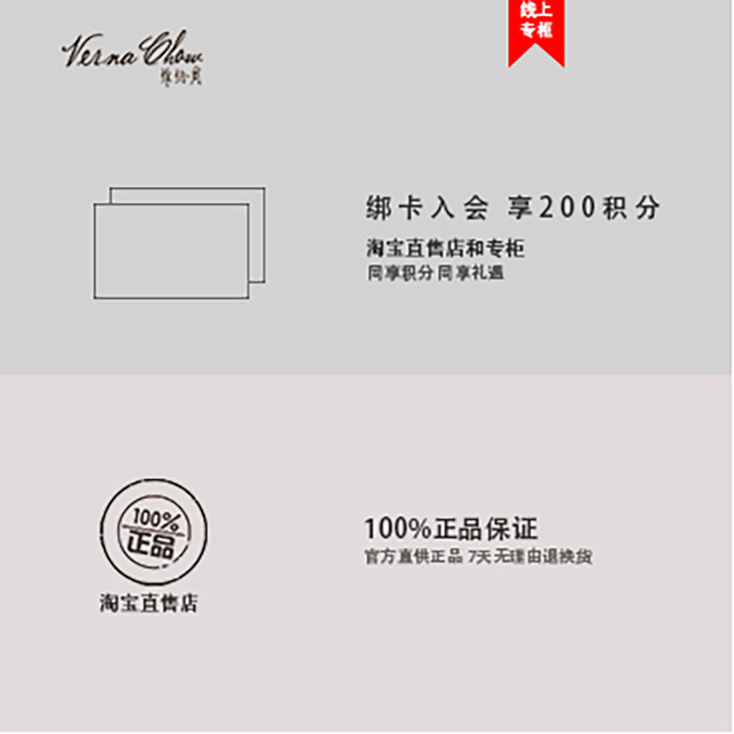 Verna Chow
线上
专柜
绑卡入会 享200积分
淘宝直售店和专柜
同享积分 同享礼遇
100%
正品
淘宝直售店
100%正品保证
官方直供正品 7天无理由退换货